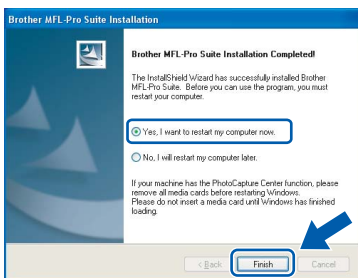 Brother MFL-Pro Suite Installation
Brother MFL-Pro Suite Installation Completed!
The InstallShield Wizard has successfully installed Brother
MFL-Pro Suite. Before you can use the program, you must
restart your computer.
Yes, I want to restart my computer now.
No, I will restart my computer later.
If your machine has the PhotoCapture Center function, please
remove all media cards before restarting Windows.
Please do not insert a media card until Windows has finished
loading.
< Back
Finish
Cancel